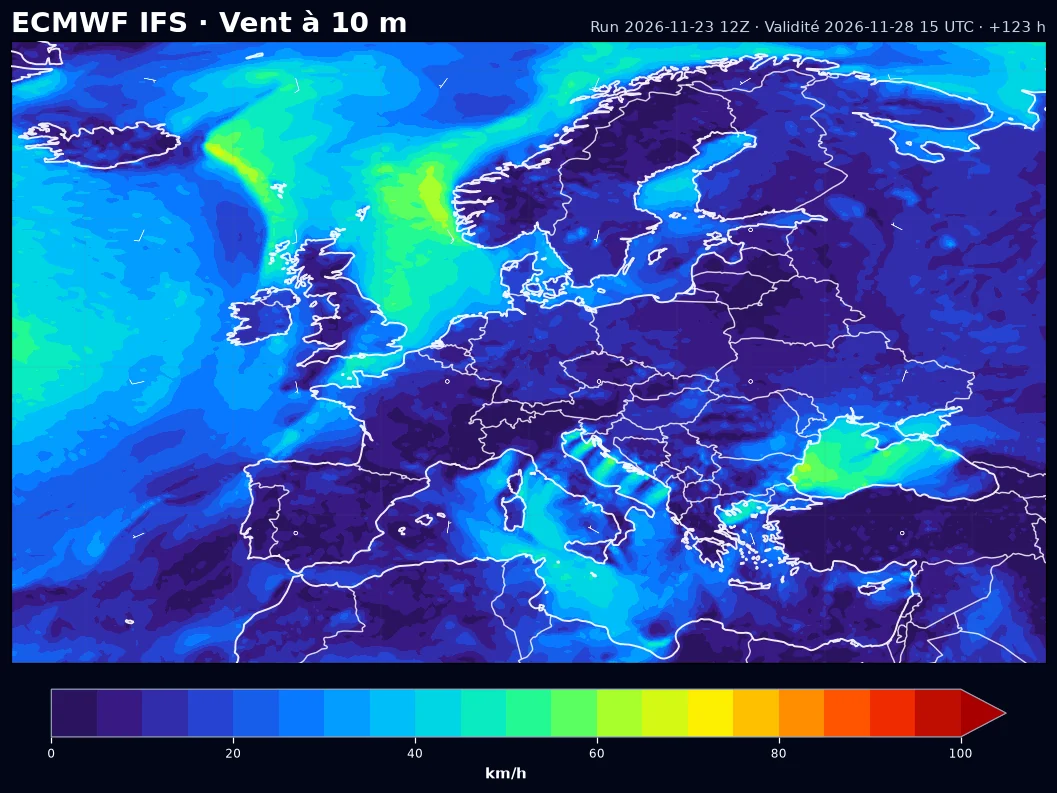 ECMWF IFS · Vent à 10 m
Run 2026-11-23 12Z · Validité 2026-11-28 15 UTC · +123 h
0 20 40 60 80 100
km/h